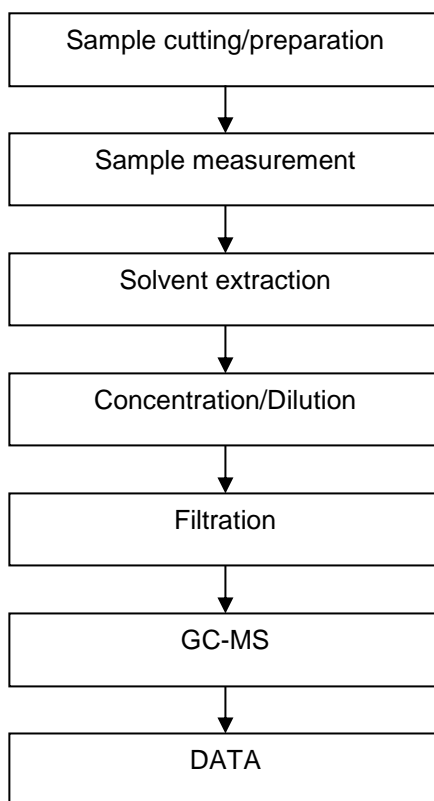 Sample cutting/preparation
Sample measurement
Solvent extraction
Concentration/Dilution
Filtration
GC-MS
DATA